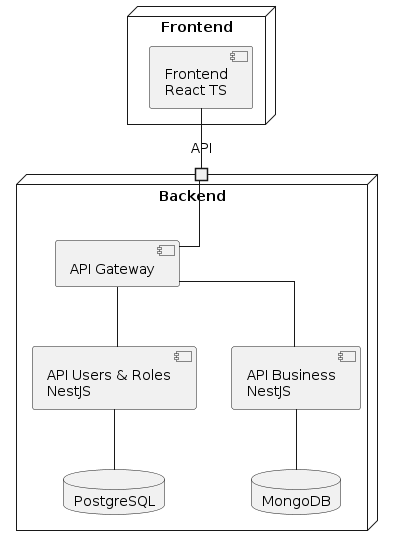 Frontend
Frontend
React TS
API
Backend
API Gateway
API Users & Roles
NestJS
API Business
NestJS
PostgreSQL
MongoDB